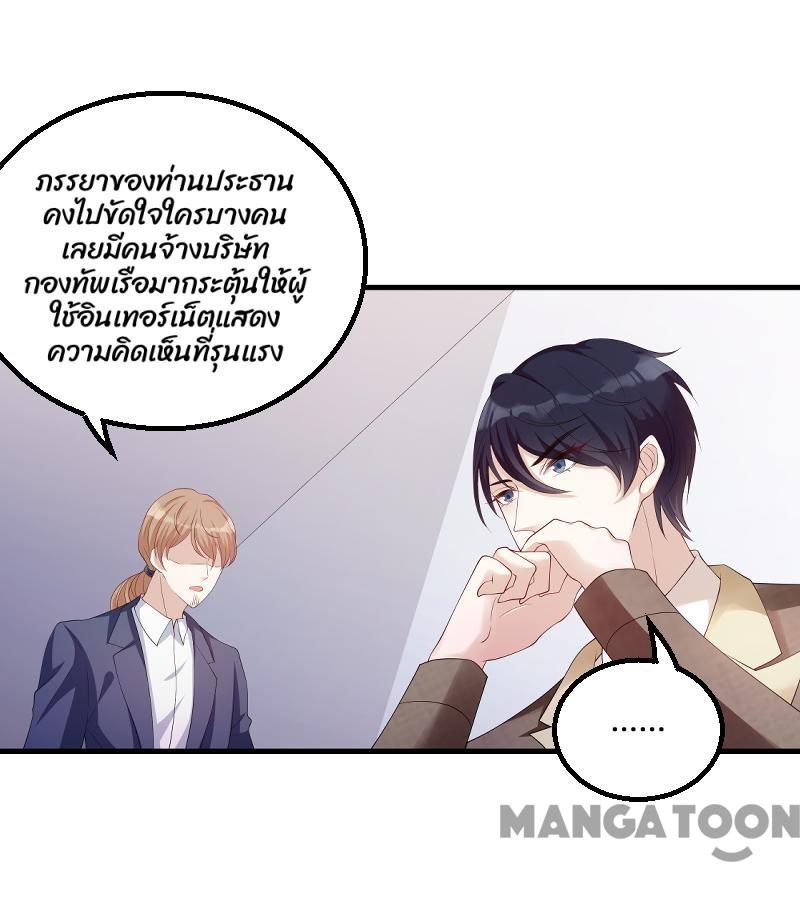 ภรรยาของท่านประธาน
คงไปขัดใจใครบางคน
เลยมีคนจ้างบริษัท
กองทัพเรือมากระตุ้นให้ผู้
ใช้อินเทอร์เน็ตแสดง
ความคิดเห็นที่รุนแรง
......
MANGATOON